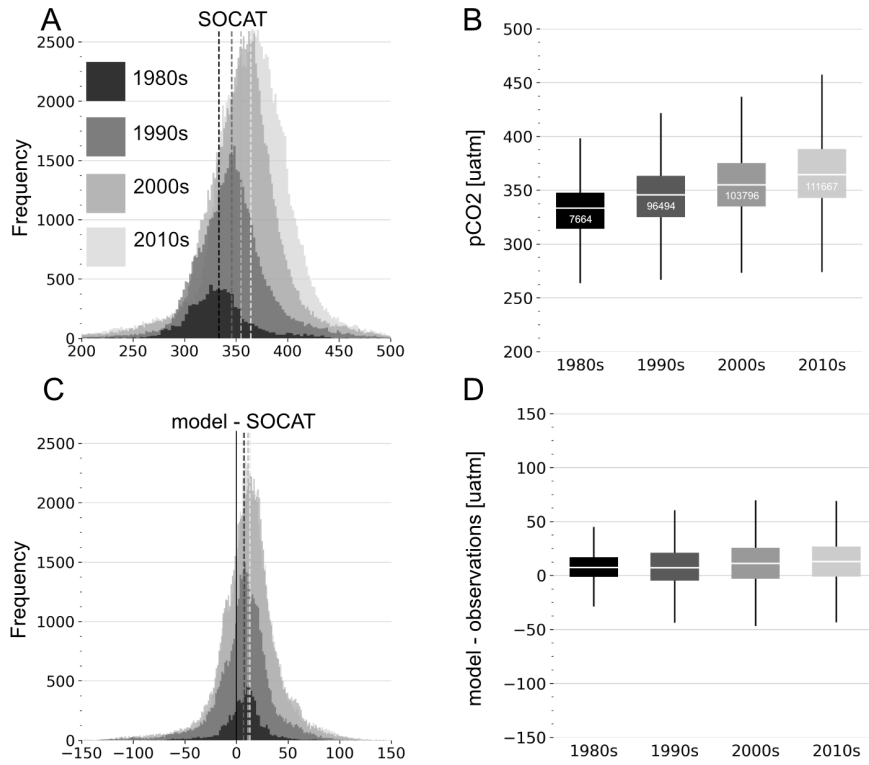 A
SOCAT
2500
2000
1500
1000
500
0
Frequency
1980s
1990s
2000s
2010s
200
300
350
400
450
500
B
500
450
400
350
300
250
200
pCO2 [uatm]
7664
96494
103796
111667
1980s
1990s
2000s
2010s
C
model - SOCAT
2500
2000
1500
1000
500
0
Frequency
−150
−100
−50
0
50
100
150
D
150
100
50
0
−50
−100
−150
model - observations [uatm]
1980s
1990s
2000s
2010s